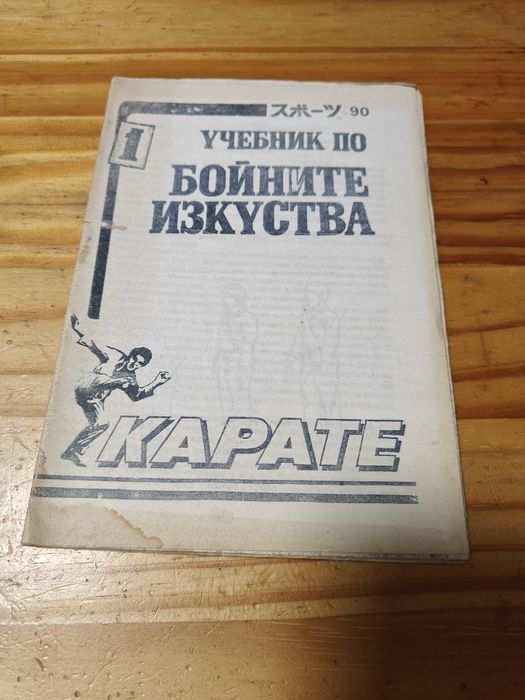 スポーツ 90
1
УЧЕБНИК ПО
БОЙНИТЕ
ИЗКУСТВА
КАРАТЕ